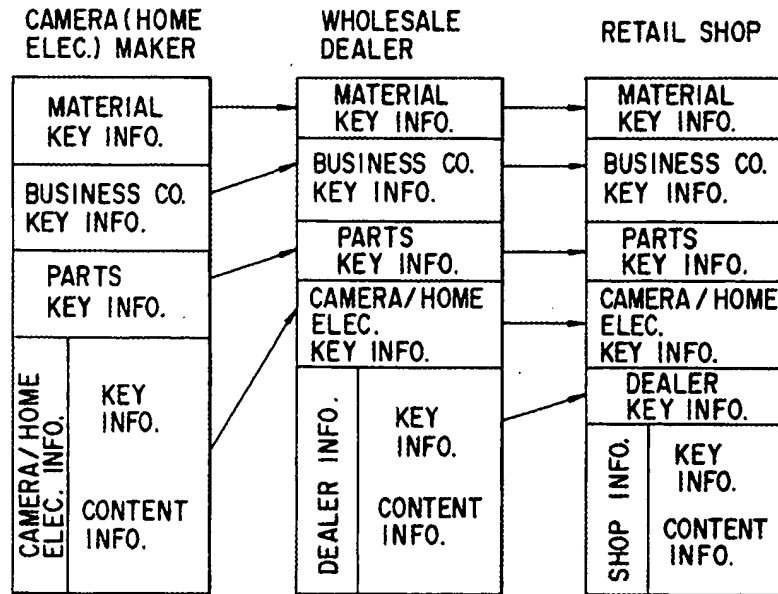 CAMERA (HOME
ELEC.) MAKER
MATERIAL
KEY INFO.
BUSINESS CO.
KEY INFO.
PARTS
KEY INFO.
CAMERA/HOME
ELEC. INFO.
KEY
INFO.
CONTENT
INFO.
WHOLESALE
DEALER
MATERIAL
KEY INFO.
BUSINESS CO.
KEY INFO.
PARTS
KEY INFO.
CAMERA/HOME
ELEC.
KEY INFO.
DEALER INFO.
KEY
INFO.
CONTENT
INFO.
RETAIL SHOP
MATERIAL
KEY INFO.
BUSINESS CO.
KEY INFO.
PARTS
KEY INFO.
CAMERA/HOME
ELEC.
KEY INFO.
DEALER
KEY INFO.
SHOP INFO.
KEY
INFO.
CONTENT
INFO.